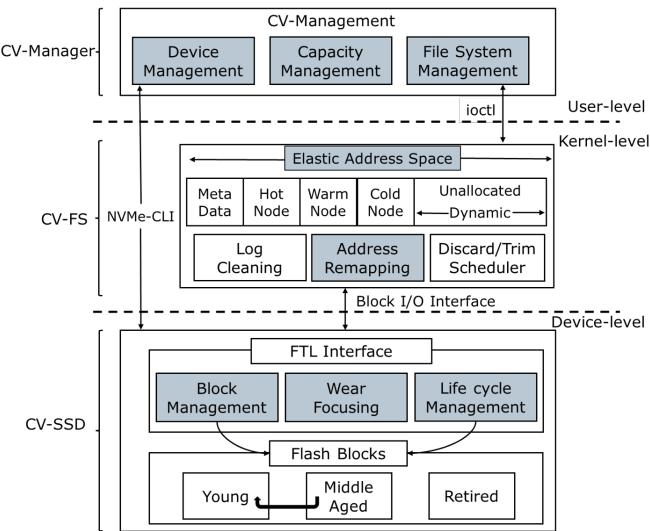 CV-Management
CV-Manager
Device
Management
Capacity
Management
File System
Management
ioctl
User-level
Kernel-level
Elastic Address Space
CV-FS
NVMe-CLI
Meta
Data
Hot
Node
Warm
Node
Cold
Node
Unallocated
Dynamic
Log
Cleaning
Address
Remapping
Discard/Trim
Scheduler
Block I/O Interface
Device-level
FTL Interface
CV-SSD
Block
Management
Wear
Focusing
Life cycle
Management
Flash Blocks
Young
Middle
Aged
Retired